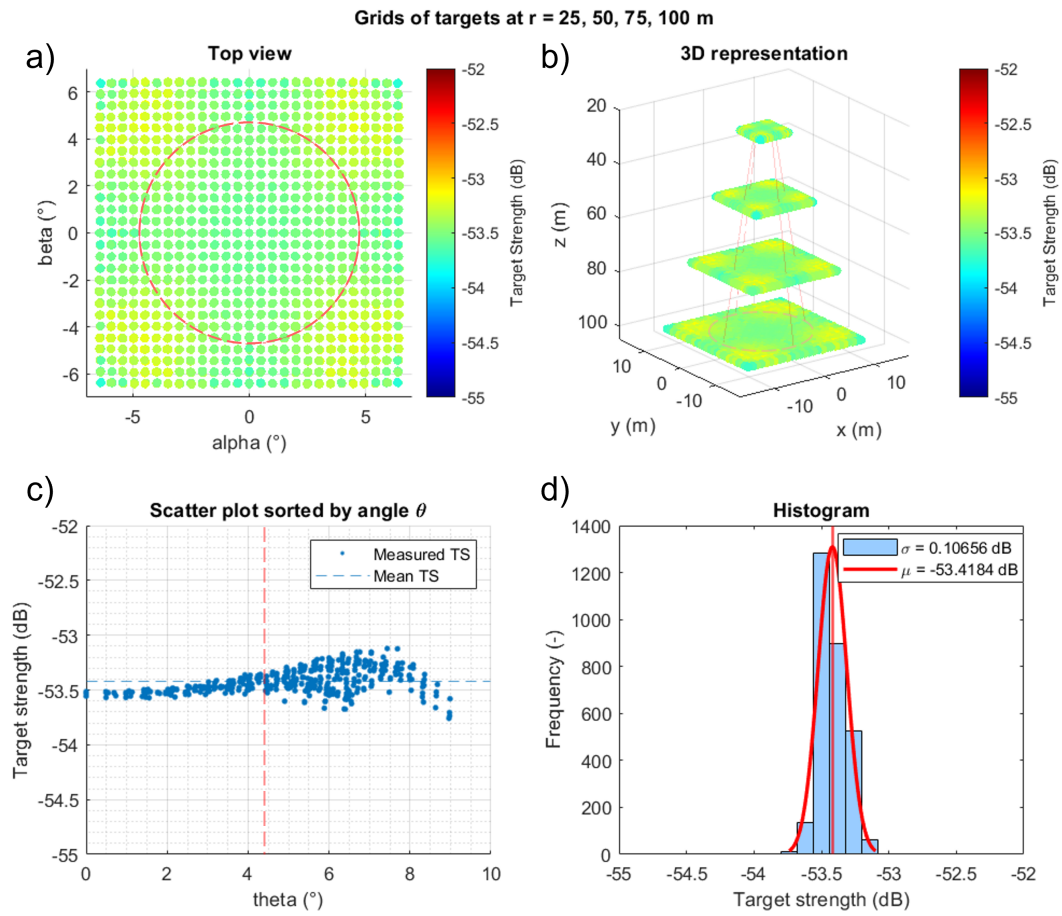 Grids of targets at r = 25, 50, 75, 100 m
a)
Top view
6
4
2
0
-2
-4
-6
beta (°)
-5
0
5
alpha (°)
-52
-52.5
-53
-53.5
-54
-54.5
-55
Target Strength (dB)
b)
3D representation
20
40
60
80
100
z (m)
10
0
-10
y (m)
-10
0
10
x (m)
-52
-52.5
-53
-53.5
-54
-54.5
-55
Target Strength (dB)
c)
Scatter plot sorted by angle θ
-52
-52.5
-53
-53.5
-54
-54.5
-55
Target strength (dB)
Measured TS
Mean TS
0
2
4
6
8
10
theta (°)
d)
Histogram
1400
1200
1000
800
600
400
200
0
Frequency (-)
σ = 0.10656 dB
μ = -53.4184 dB
-55
-54.5
-54
-53.5
-53
-52.5
-52
Target strength (dB)